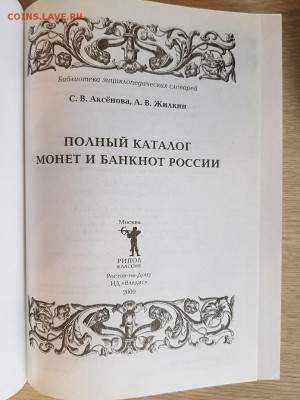 COINS.LAVE.RU
Библиотека энциклопедических словарей
С. В. Аксёнова, А. В. Жилкин
ПОЛНЫЙ КАТАЛОГ
МОНЕТ И БАНКНОТ РОССИИ
Москва
РИПОЛ
КЛАССИК
Ростов-на-Дону
ИД «Владис»
2009